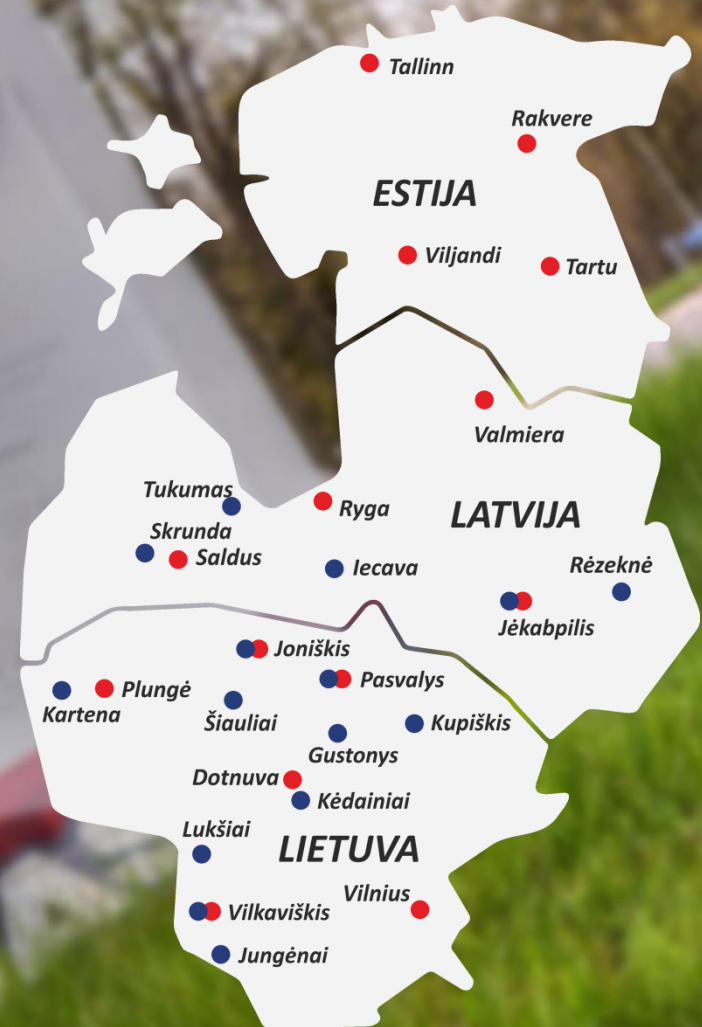 Tallinn
Rakvere
ESTIJA
Viljandi
Tartu
Valmiera
Tukumas
Ryga
LATVIJA
Skrunda
Saldus
Iecava
Rėzeknė
Jėkabpilis
Joniškis
Plungė
Pasvalys
Kartena
Šiauliai
Kupiškis
Gustonys
Dotnuva
Kėdainiai
Lukšiai
LIETUVA
Vilnius
Vilkaviškis
Jungėnai